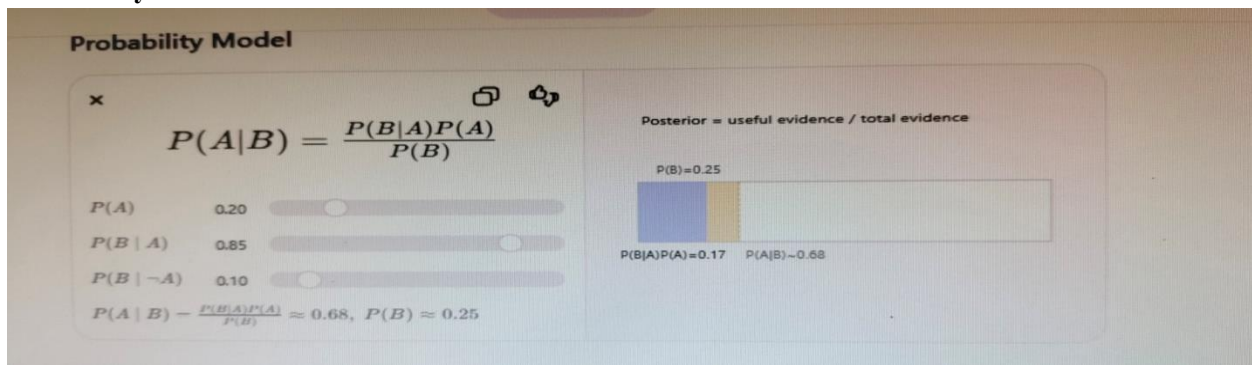 Probability Model
×
P(A|B) = P(B|A)P(A) / P(B)
P(A) 0.20
P(B | A) 0.85
P(B | ¬A) 0.10
P(A | B) = P(B|A)P(A) / P(B) ≈ 0.68, P(B) ≈ 0.25
Posterior = useful evidence / total evidence
P(B)=0.25
P(B|A)P(A)=0.17 P(A|B)~0.68